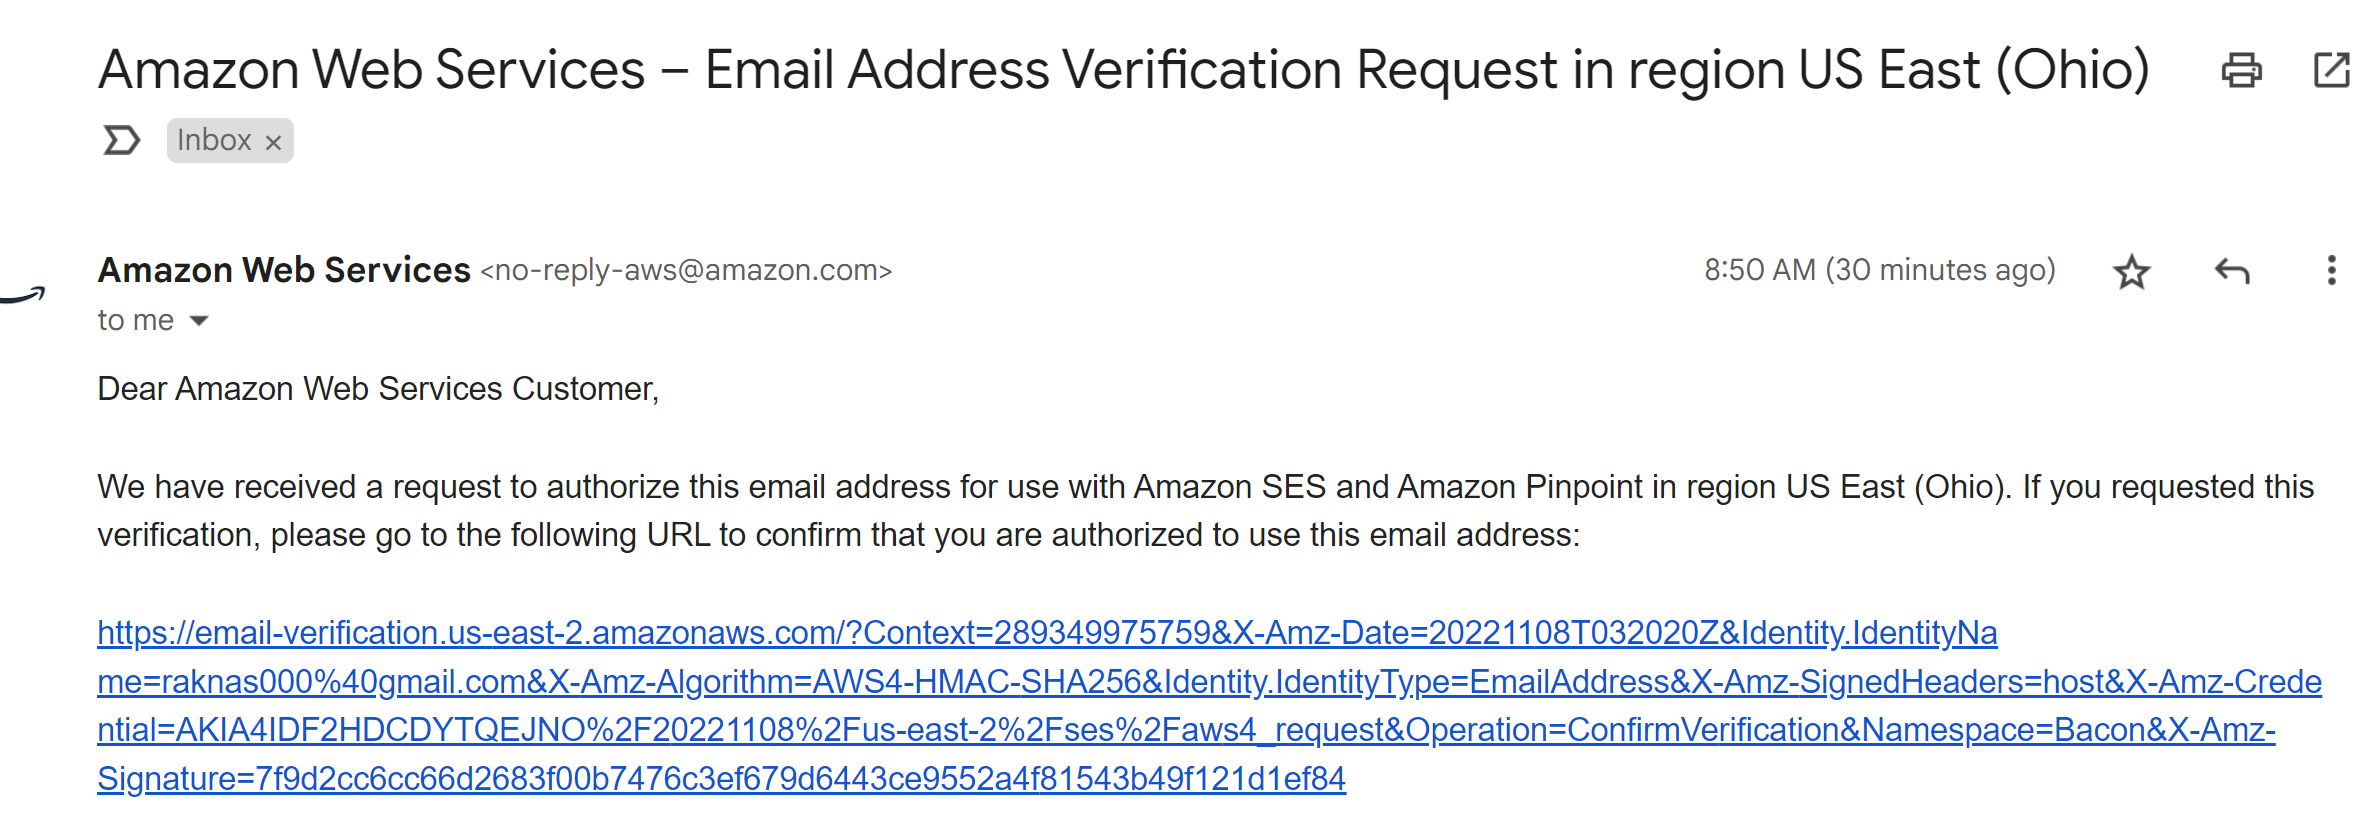 Amazon Web Services – Email Address Verification Request in region US East (Ohio)
Inbox ×
Amazon Web Services <no-reply-aws@amazon.com> 8:50 AM (30 minutes ago)
to me
Dear Amazon Web Services Customer,
We have received a request to authorize this email address for use with Amazon SES and Amazon Pinpoint in region US East (Ohio). If you requested this
verification, please go to the following URL to confirm that you are authorized to use this email address:
https://email-verification.us-east-2.amazonaws.com/?Context=289349975759&X-Amz-Date=20221108T032020Z&Identity.IdentityNa
me=raknas000%40gmail.com&X-Amz-Algorithm=AWS4-HMAC-SHA256&Identity.IdentityType=EmailAddress&X-Amz-SignedHeaders=host&X-Amz-Crede
ntial=AKIA4IDF2HDCDYTQEJNO%2F20221108%2Fus-east-2%2Fses%2Faws4_request&Operation=ConfirmVerification&Namespace=Bacon&X-Amz-
Signature=7f9d2cc6cc66d2683f00b7476c3ef679d6443ce9552a4f81543b49f121d1ef84